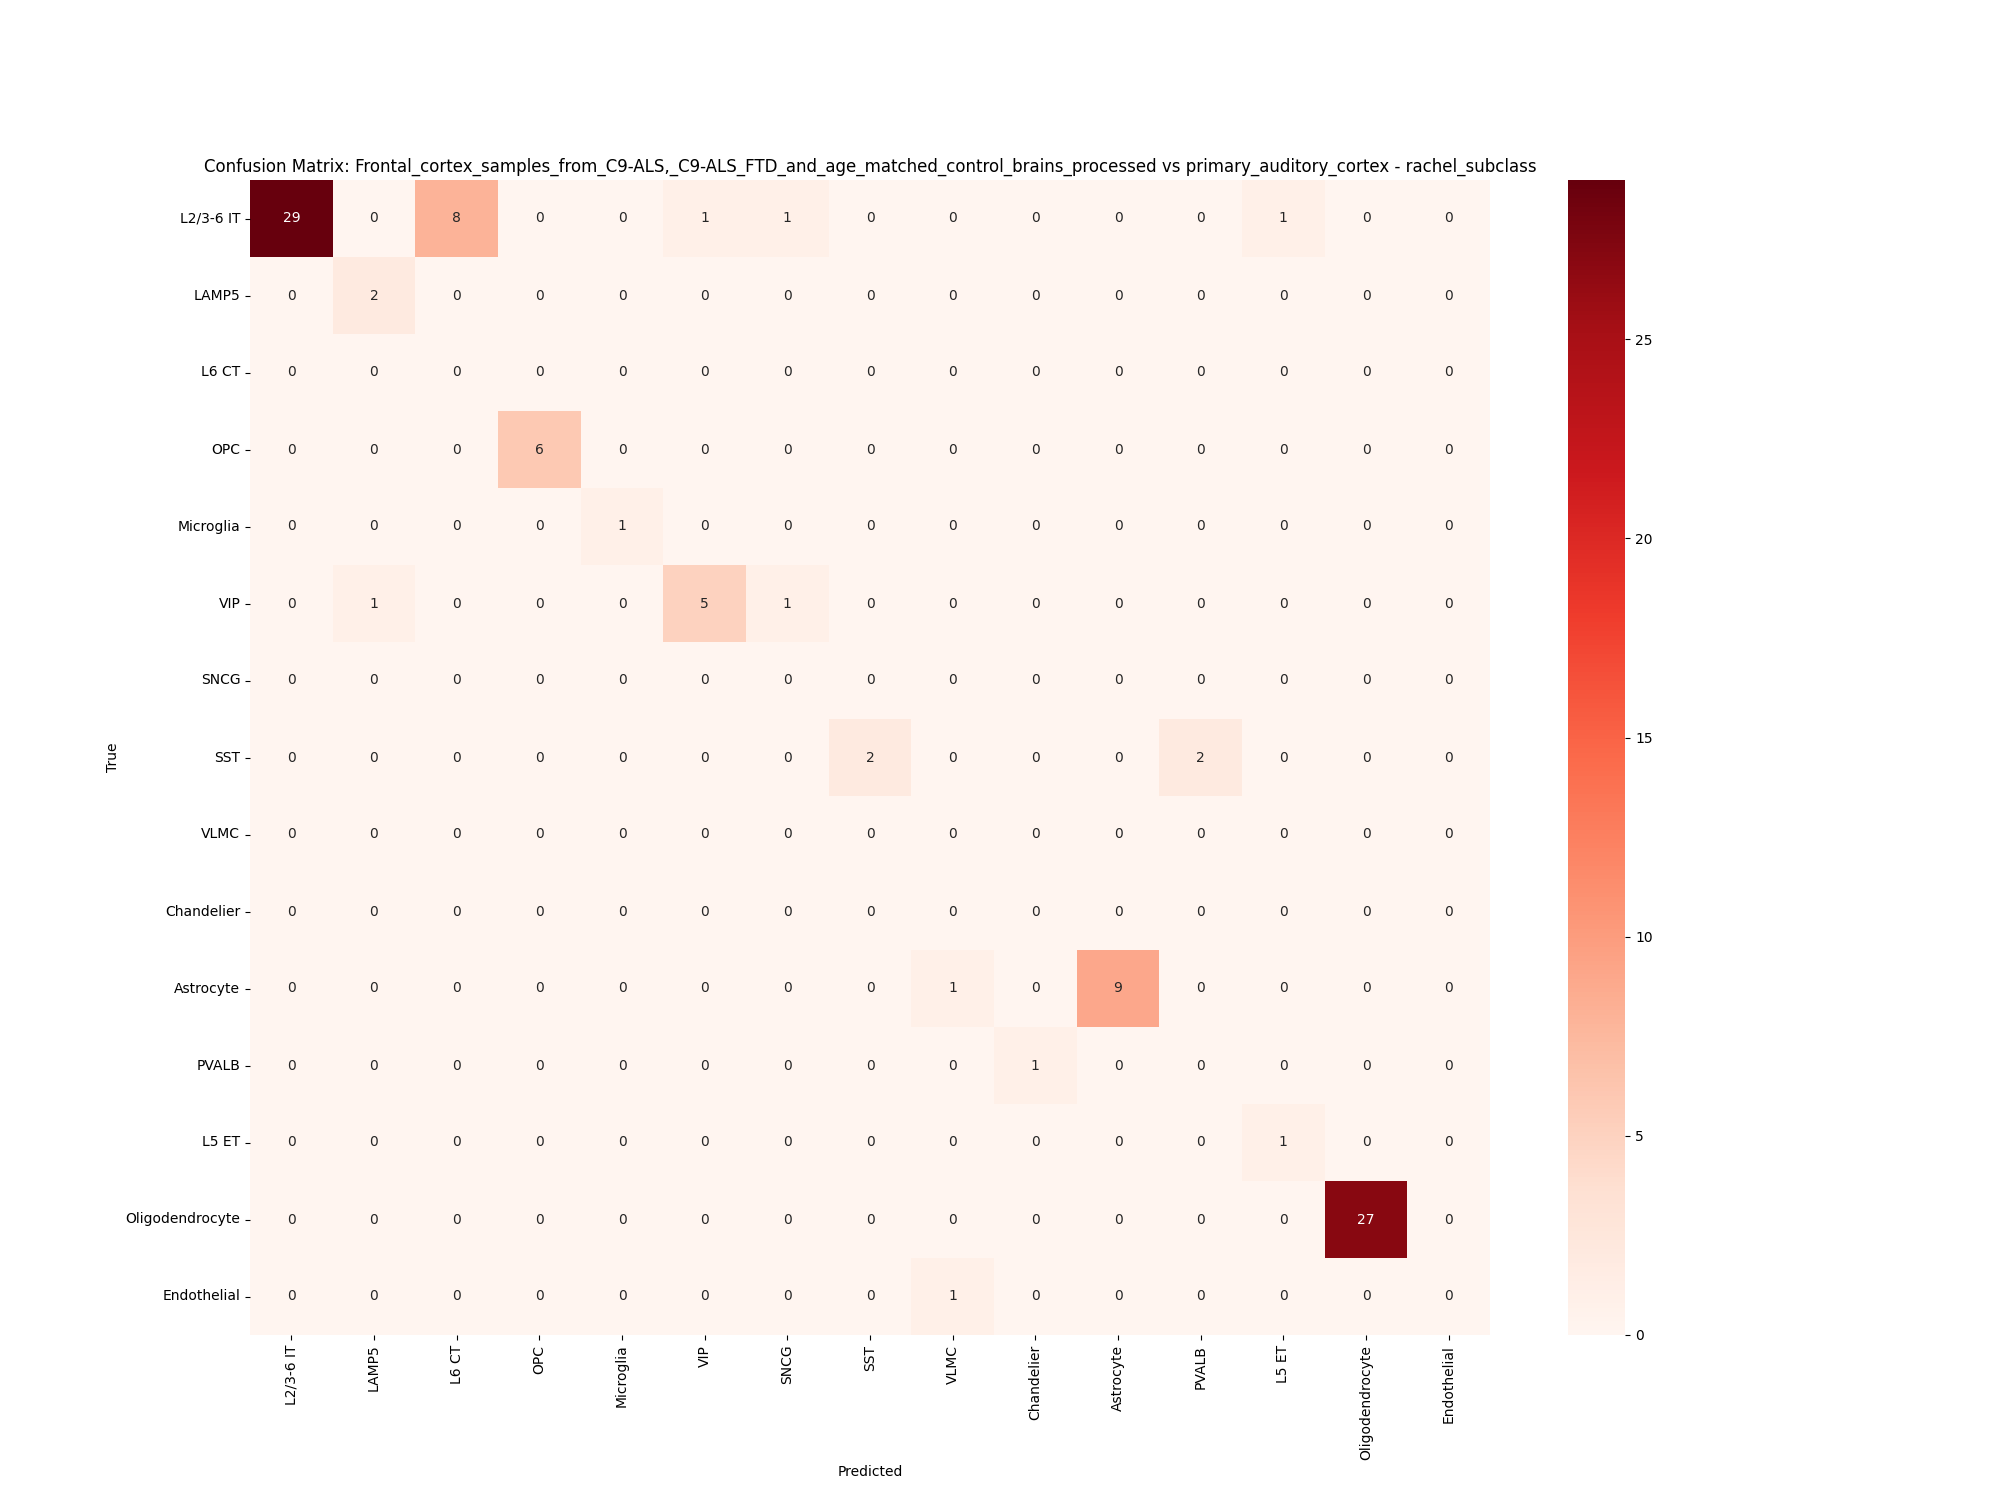 Confusion Matrix: Frontal_cortex_samples_from_C9-ALS,_C9-ALS_FTD_and_age_matched_control_brains_processed vs primary_auditory_cortex - rachel_subclass
True
L2/3-6 IT 29 0 8 0 0 1 1 0 0 0 0 0 1 0 0
LAMP5 0 2 0 0 0 0 0 0 0 0 0 0 0 0 0
L6 CT 0 0 0 0 0 0 0 0 0 0 0 0 0 0 0
OPC 0 0 0 6 0 0 0 0 0 0 0 0 0 0 0
Microglia 0 0 0 0 1 0 0 0 0 0 0 0 0 0 0
VIP 0 1 0 0 0 5 1 0 0 0 0 0 0 0 0
SNCG 0 0 0 0 0 0 0 0 0 0 0 0 0 0 0
SST 0 0 0 0 0 0 0 2 0 0 0 2 0 0 0
VLMC 0 0 0 0 0 0 0 0 0 0 0 0 0 0 0
Chandelier 0 0 0 0 0 0 0 0 0 0 0 0 0 0 0
Astrocyte 0 0 0 0 0 0 0 0 1 0 9 0 0 0 0
PVALB 0 0 0 0 0 0 0 0 0 1 0 0 0 0 0
L5 ET 0 0 0 0 0 0 0 0 0 0 0 0 1 0 0
Oligodendrocyte 0 0 0 0 0 0 0 0 0 0 0 0 0 27 0
Endothelial 0 0 0 0 0 0 0 0 1 0 0 0 0 0 0
L2/3-6 IT
LAMP5
L6 CT
OPC
Microglia
VIP
SNCG
SST
VLMC
Chandelier
Astrocyte
PVALB
L5 ET
Oligodendrocyte
Endothelial
Predicted
25
20
15
10
5
0